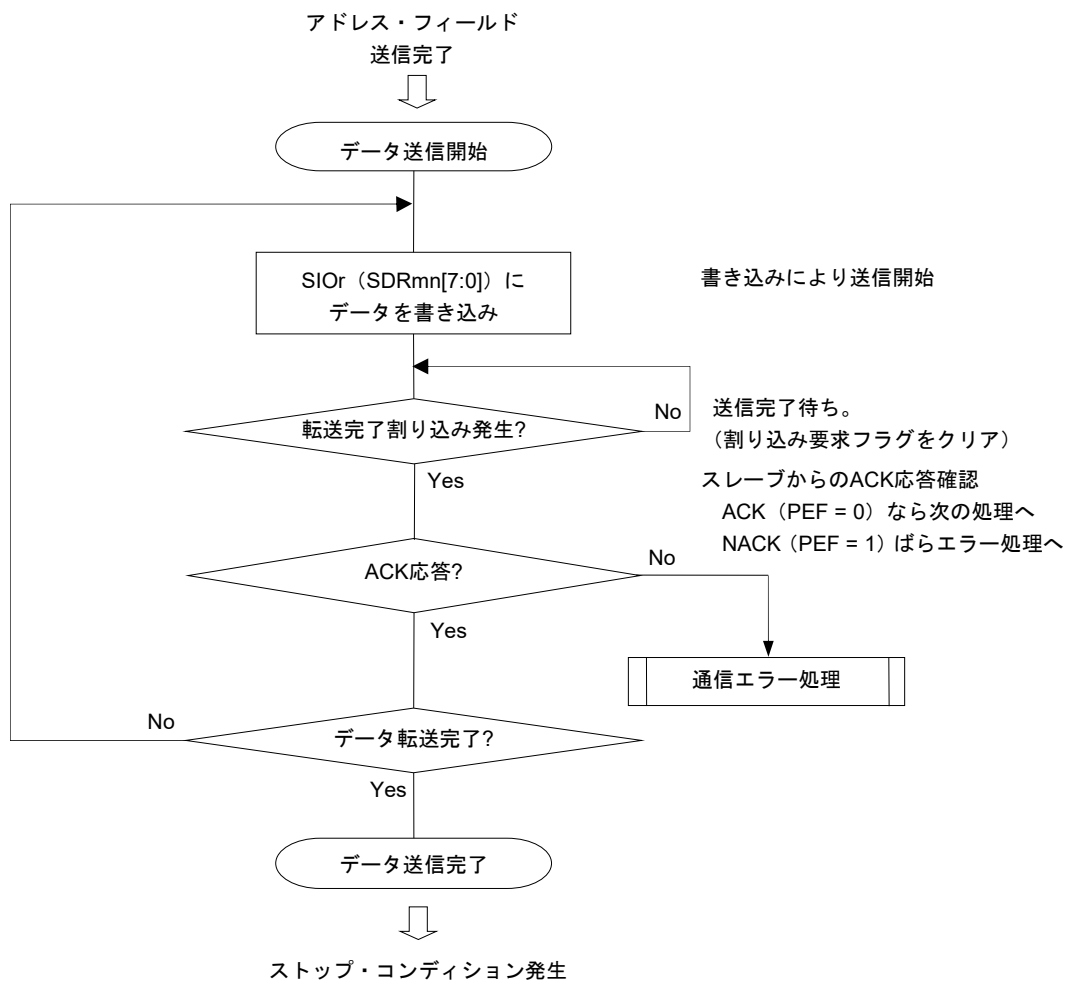 アドレス・フィールド
送信完了
データ送信開始
SIOr（SDRmn[7:0]）に
データを書き込み
書き込みにより送信開始
転送完了割り込み発生?
No
送信完了待ち。
（割り込み要求フラグをクリア）
Yes
スレーブからのACK応答確認
ACK（PEF = 0）なら次の処理へ
NACK（PEF = 1）ばらエラー処理へ
ACK応答?
No
Yes
通信エラー処理
No
データ転送完了?
Yes
データ送信完了
ストップ・コンディション発生